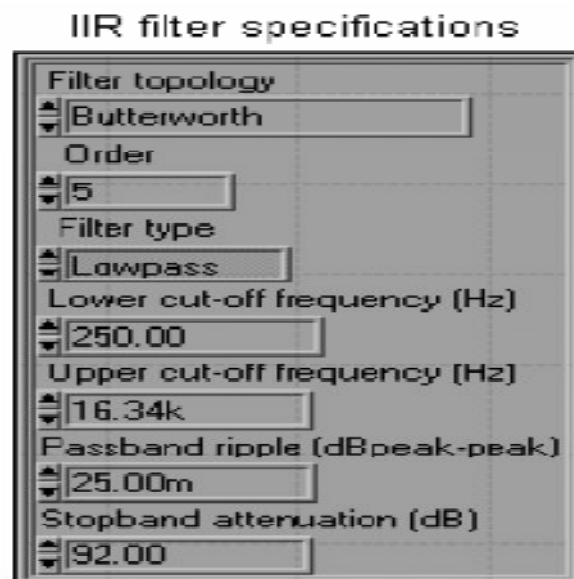 IIR filter specifications
Filter topology
Butterworth
Order
5
Filter type
Lowpass
Lower cut-off frequency (Hz)
250.00
Upper cut-off frequency (Hz)
16.34k
Passband ripple (dBpeak-peak)
25.00m
Stopband attenuation (dB)
92.00